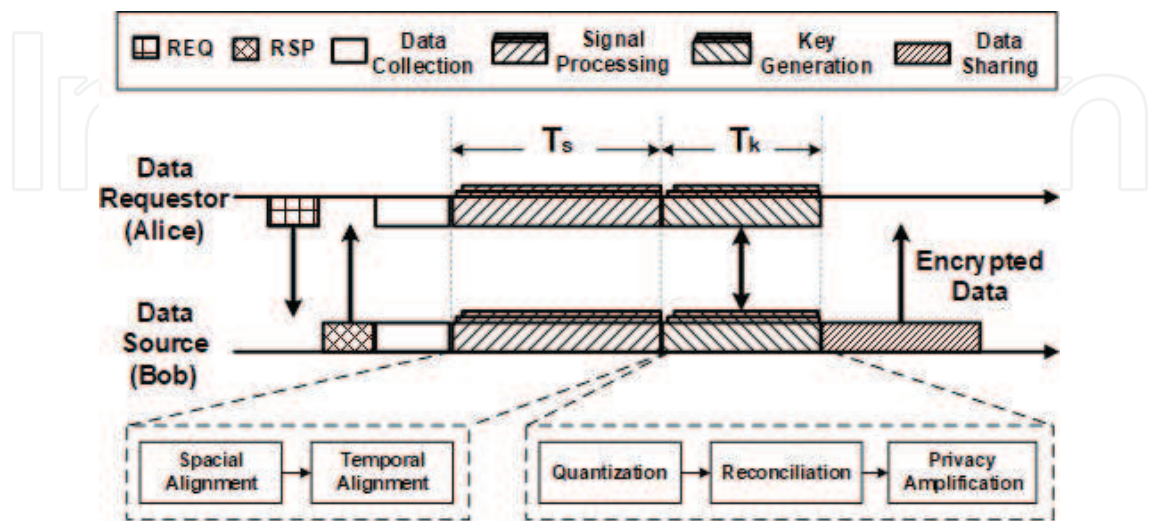 REQ
RSP
Data
Collection
Signal
Processing
Key
Generation
Data
Sharing
Ts
Tk
Data
Requestor
(Alice)
Encrypted
Data
Data
Source
(Bob)
Spacial
Alignment
Temporal
Alignment
Quantization
Reconciliation
Privacy
Amplification